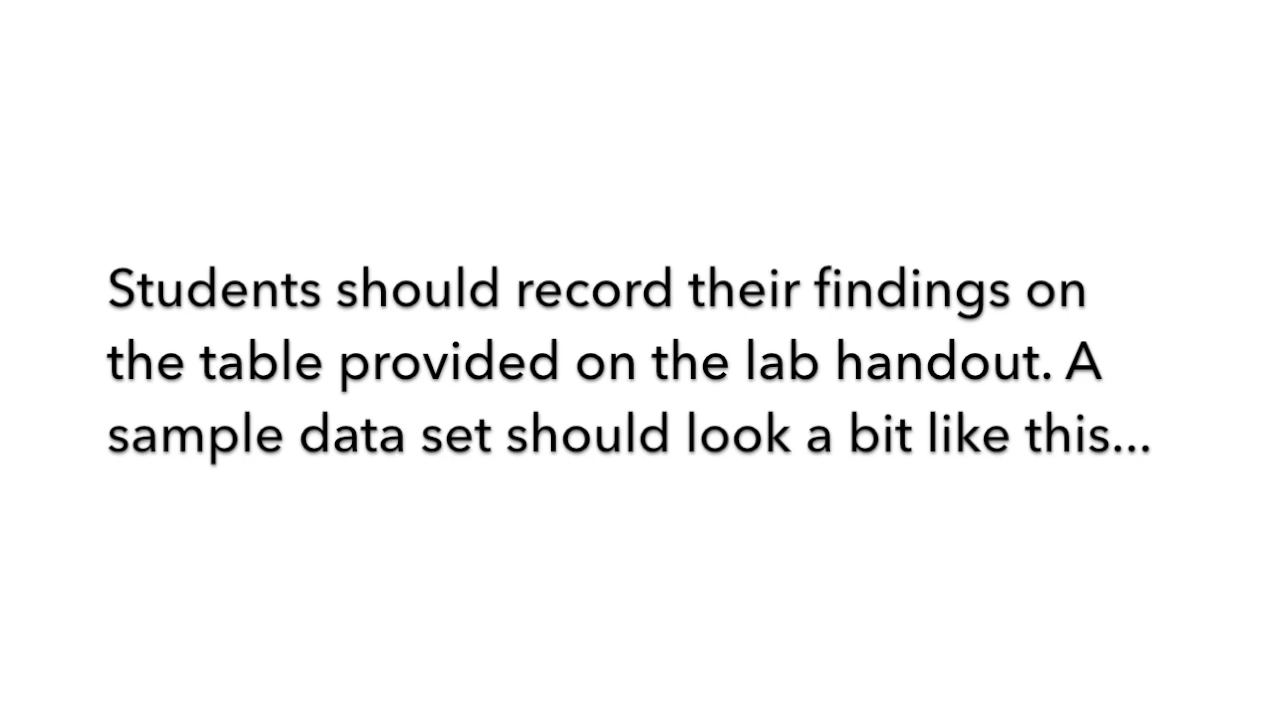 Students should record their findings on
the table provided on the lab handout. A
sample data set should look a bit like this...